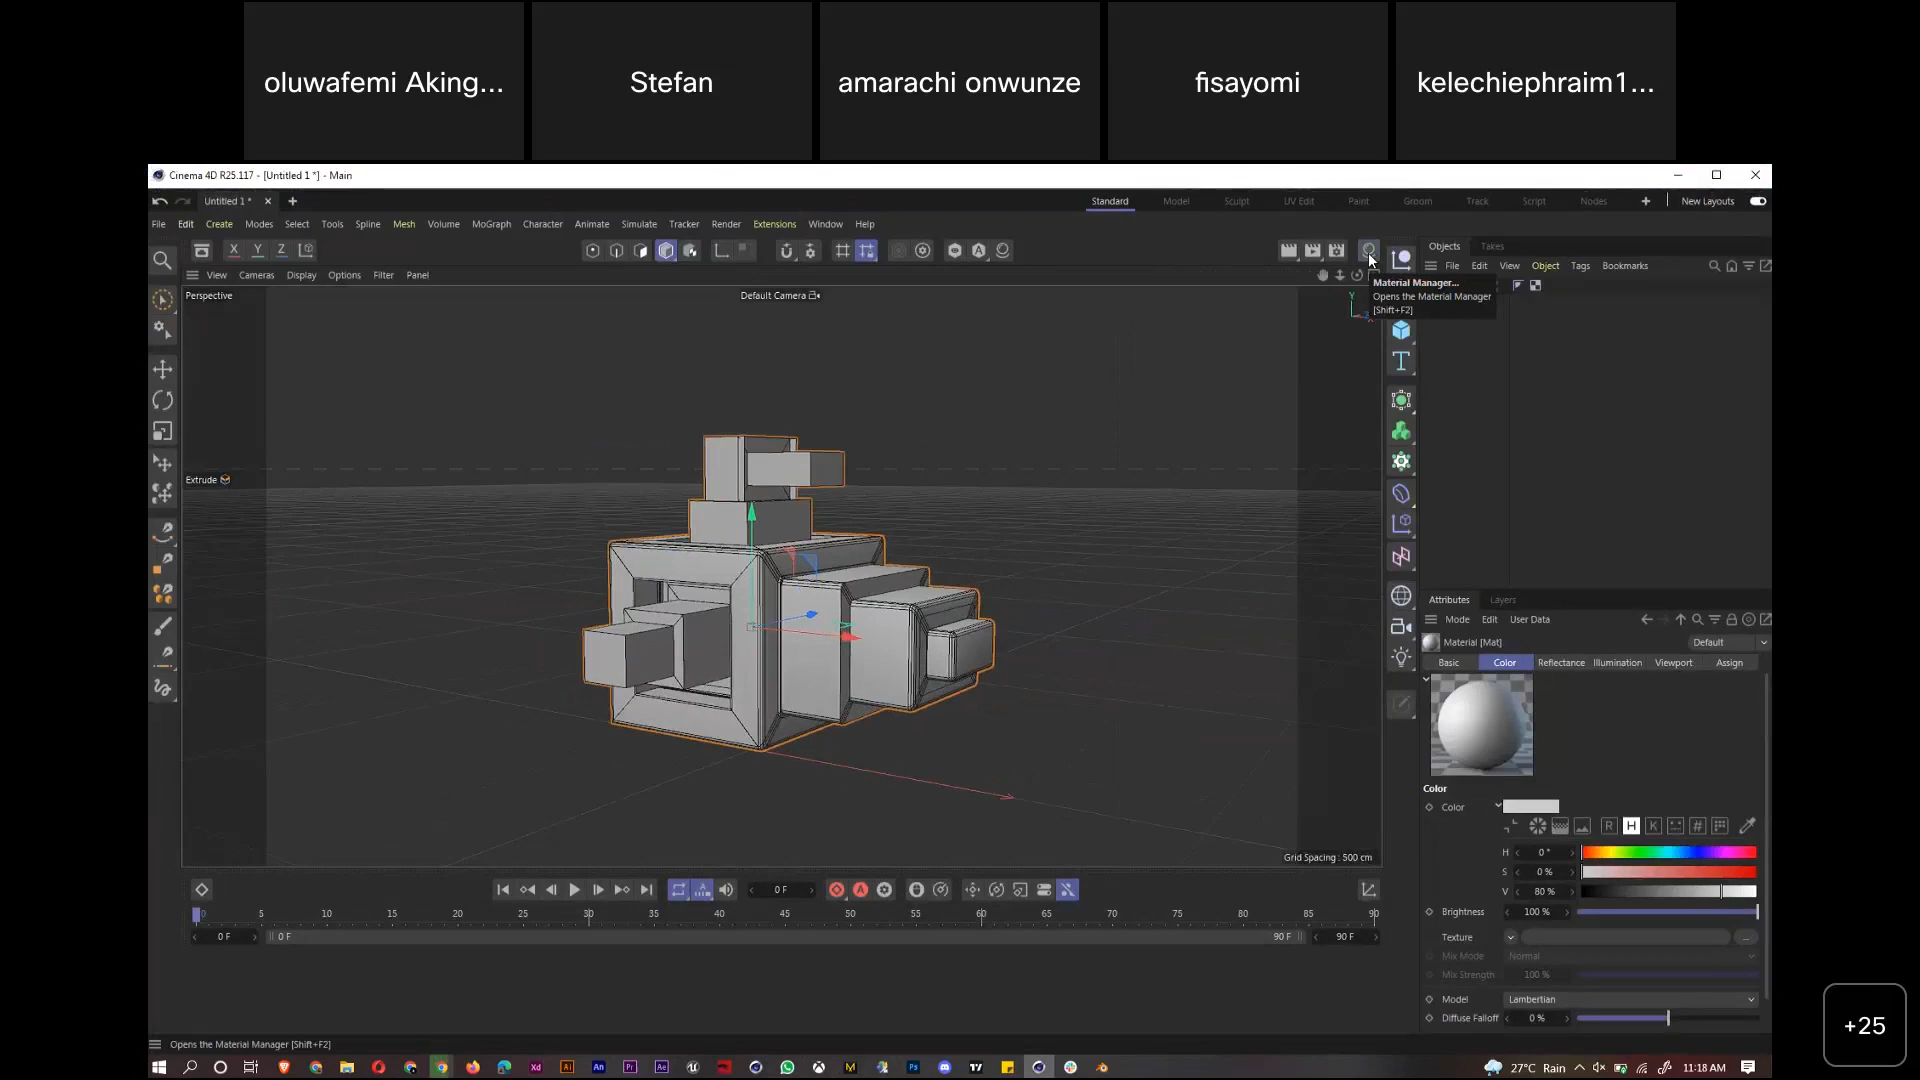 oluwafemi Aking...
Stefan
amarachi onwunze
fisayomi
kelechiephraim1...
Cinema 4D R25.117 - [Untitled 1 *] - Main
Untitled 1 *
Standard
Model
Sculpt
UV Edit
Paint
Groom
Track
Script
Nodes
New Layouts
File Edit Create Modes Select Tools Spline Mesh Volume MoGraph Character Animate Simulate Tracker Render Extensions Window Help
X Y Z
Objects Takes
View Cameras Display Options Filter Panel
File Edit View Object Tags Bookmarks
Perspective
Default Camera
Material Manager...
Opens the Material Manager
[Shift+F2]
Y
Extrude
Grid Spacing : 500 cm
Attributes Layers
Mode Edit User Data
Material [Mat]
Default
Basic Color Reflectance Illumination Viewport Assign
Color
Color
R H K
H 0 °
S 0 %
V 80 %
Brightness 100 %
Texture
Mix Mode Normal
Mix Strength 100 %
Model Lambertian
Diffuse Falloff 0 %
0 F
0 5 10 15 20 25 30 35 40 45 50 55 60 65 70 75 80 85 90
0 F 0 F 90 F 90 F
Opens the Material Manager [Shift+F2]
27°C Rain
11:18 AM
+25